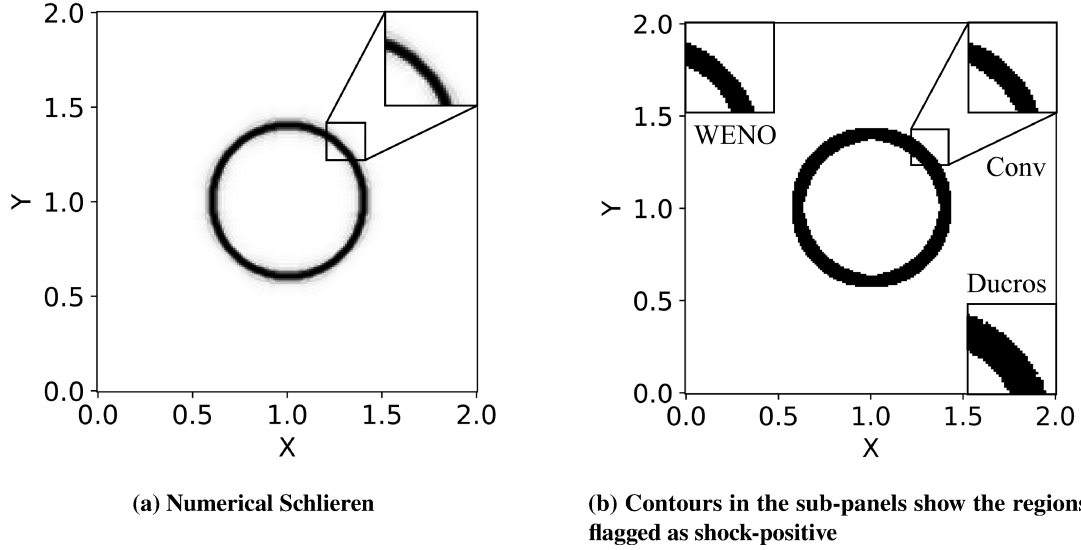 2.0
1.5
1.0
0.5
0.0
0.0
0.5
1.0
1.5
2.0
X
Y
2.0
1.5
1.0
0.5
0.0
0.0
0.5
1.0
1.5
2.0
X
Y
WENO
Conv
Ducros
(a) Numerical Schlieren
(b) Contours in the sub-panels show the regions
flagged as shock-positive